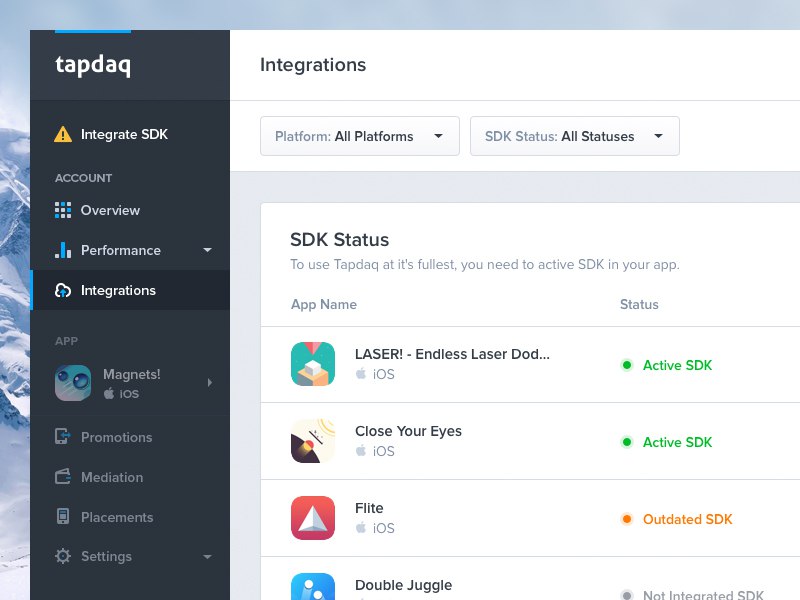 tapdaq
Integrations
Integrate SDK
Platform: All Platforms
SDK Status: All Statuses
ACCOUNT
Overview
Performance
Integrations
APP
Magnets!
iOS
Promotions
Mediation
Placements
Settings
SDK Status
To use Tapdaq at it's fullest, you need to active SDK in your app.
App Name Status
LASER! - Endless Laser Dod...
iOS
Active SDK
Close Your Eyes
iOS
Active SDK
Flite
iOS
Outdated SDK
Double Juggle
Not Integrated SDK